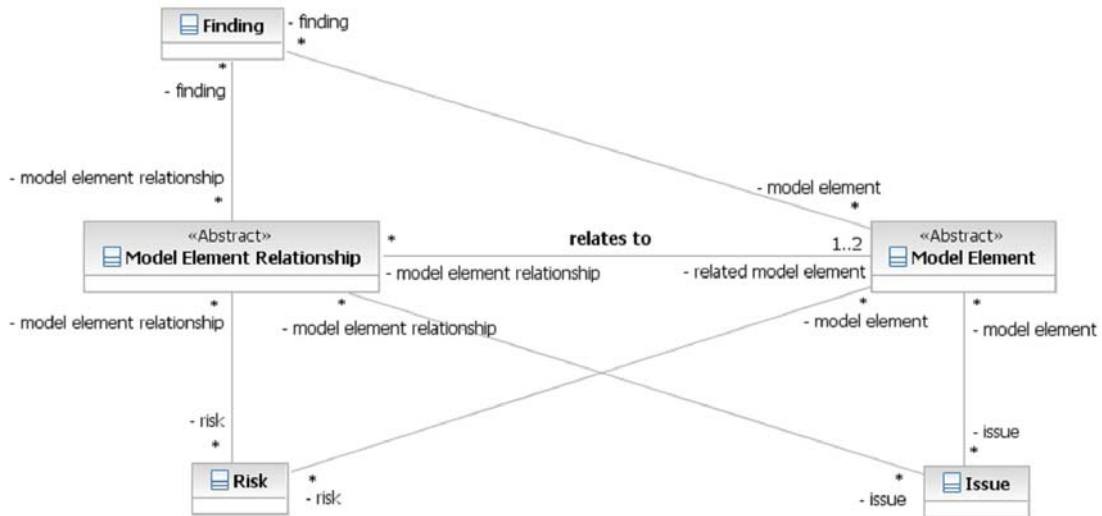 Finding
- finding
*
*
- finding
- model element relationship
*
- model element
*
«Abstract»
Model Element Relationship
*
relates to
1..2
- model element relationship
- related model element
«Abstract»
Model Element
*
- model element relationship
*
- model element relationship
*
- model element
*
- model element
- risk
*
- issue
*
Risk
*
- risk
*
- issue
Issue